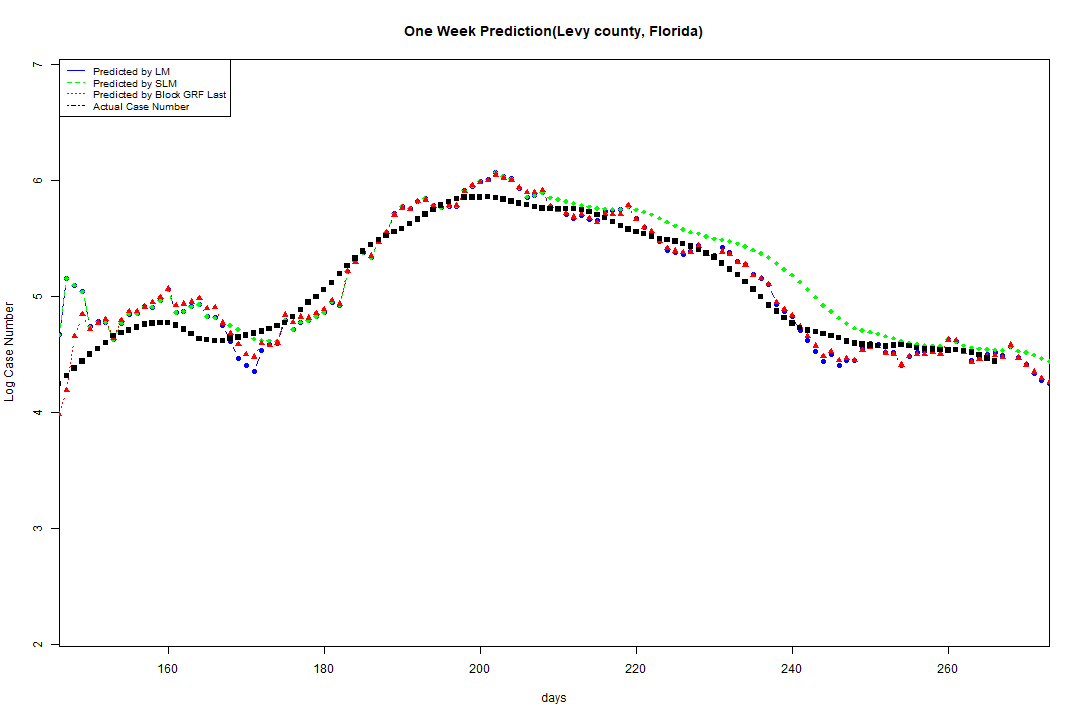 One Week Prediction(Levy county, Florida)
Predicted by LM
Predicted by SLM
Predicted by Block GRF Last
Actual Case Number
7
6
5
4
3
2
Log Case Number
160 180 200 220 240 260
days